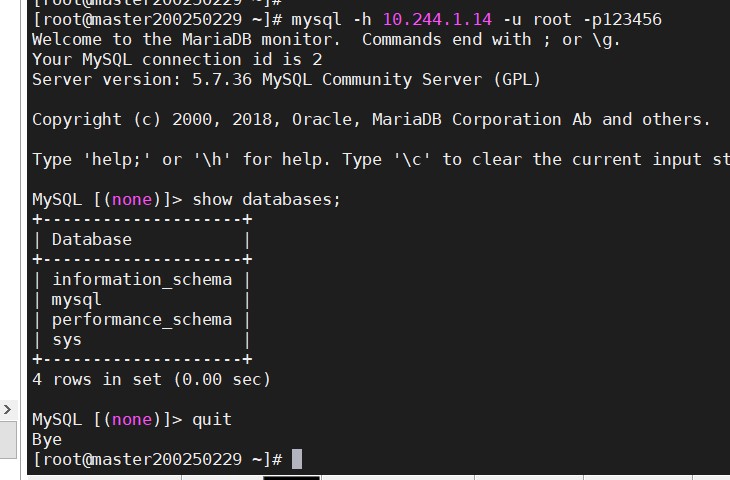 [root@master200250229 ~]#
[root@master200250229 ~]# mysql -h 10.244.1.14 -u root -p123456
Welcome to the MariaDB monitor.  Commands end with ; or \g.
Your MySQL connection id is 2
Server version: 5.7.36 MySQL Community Server (GPL)

Copyright (c) 2000, 2018, Oracle, MariaDB Corporation Ab and others.

Type 'help;' or '\h' for help. Type '\c' to clear the current input st

MySQL [(none)]> show databases;
+--------------------+
| Database           |
+--------------------+
| information_schema |
| mysql              |
| performance_schema |
| sys                |
+--------------------+
4 rows in set (0.00 sec)

MySQL [(none)]> quit
Bye
[root@master200250229 ~]#